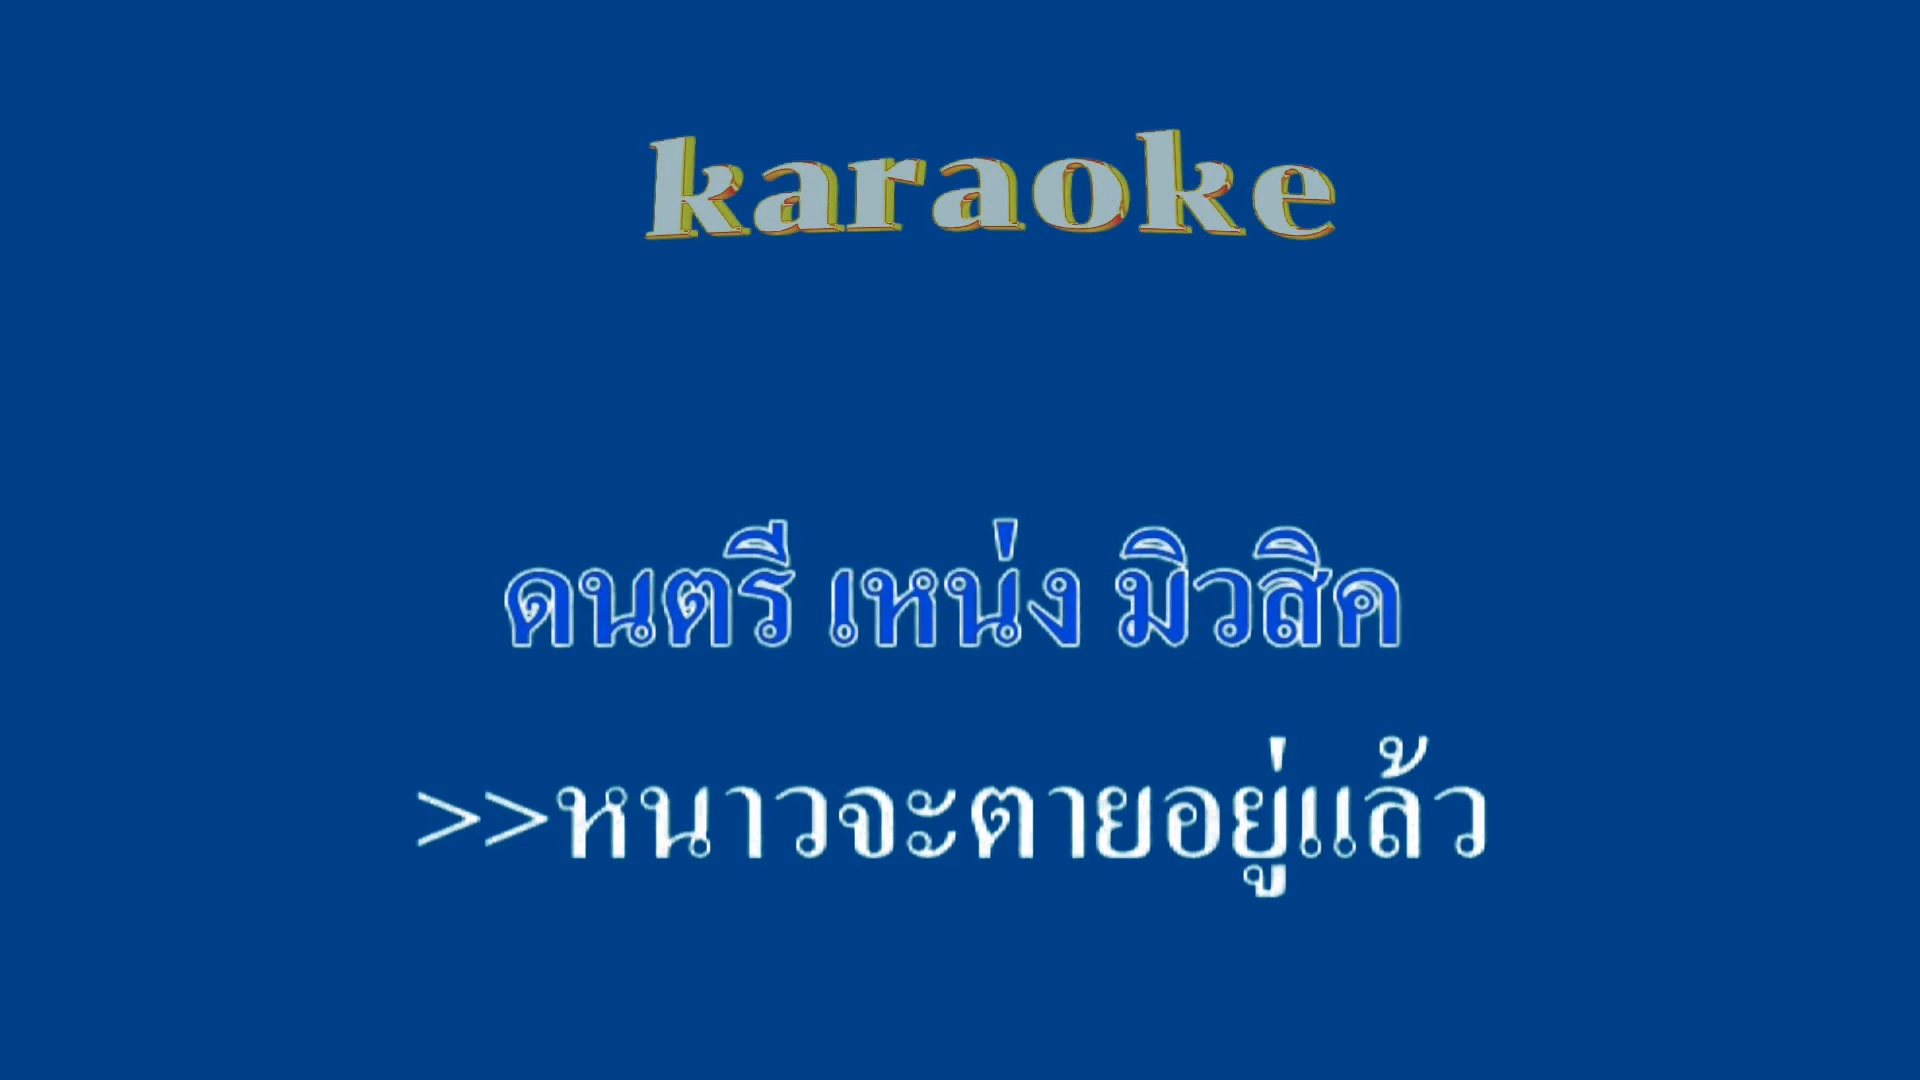 karaoke
ดนตรี เหน่ง มิวสิค
>>หนาวจะตายอยู่แล้ว